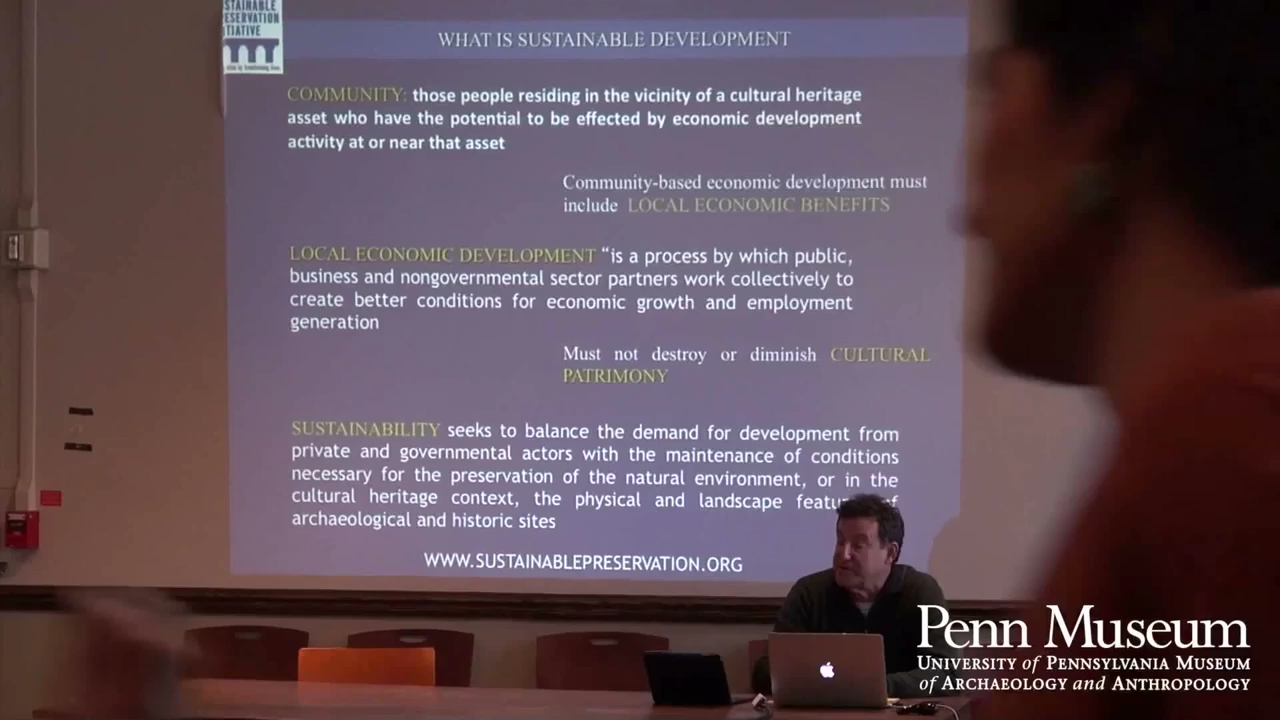 STAINABLE
ESERVATION
ITIATIVE
WHAT IS SUSTAINABLE DEVELOPMENT
COMMUNITY: those people residing in the vicinity of a cultural heritage
asset who have the potential to be effected by economic development
activity at or near that asset
Community-based economic development must
include LOCAL ECONOMIC BENEFITS
LOCAL ECONOMIC DEVELOPMENT “is a process by which public,
business and nongovernmental sector partners work collectively to
create better conditions for economic growth and employment
generation
Must not destroy or diminish CULTURAL
PATRIMONY
SUSTAINABILITY seeks to balance the demand for development from
private and governmental actors with the maintenance of conditions
necessary for the preservation of the natural environment, or in the
cultural heritage context, the physical and landscape featu of
archaeological and historic sites
WWW.SUSTAINABLEPRESERVATION.ORG
Penn Museum
UNIVERSITY of PENNSYLVANIA MUSEUM
of ARCHAEOLOGY and ANTHROPOLOGY